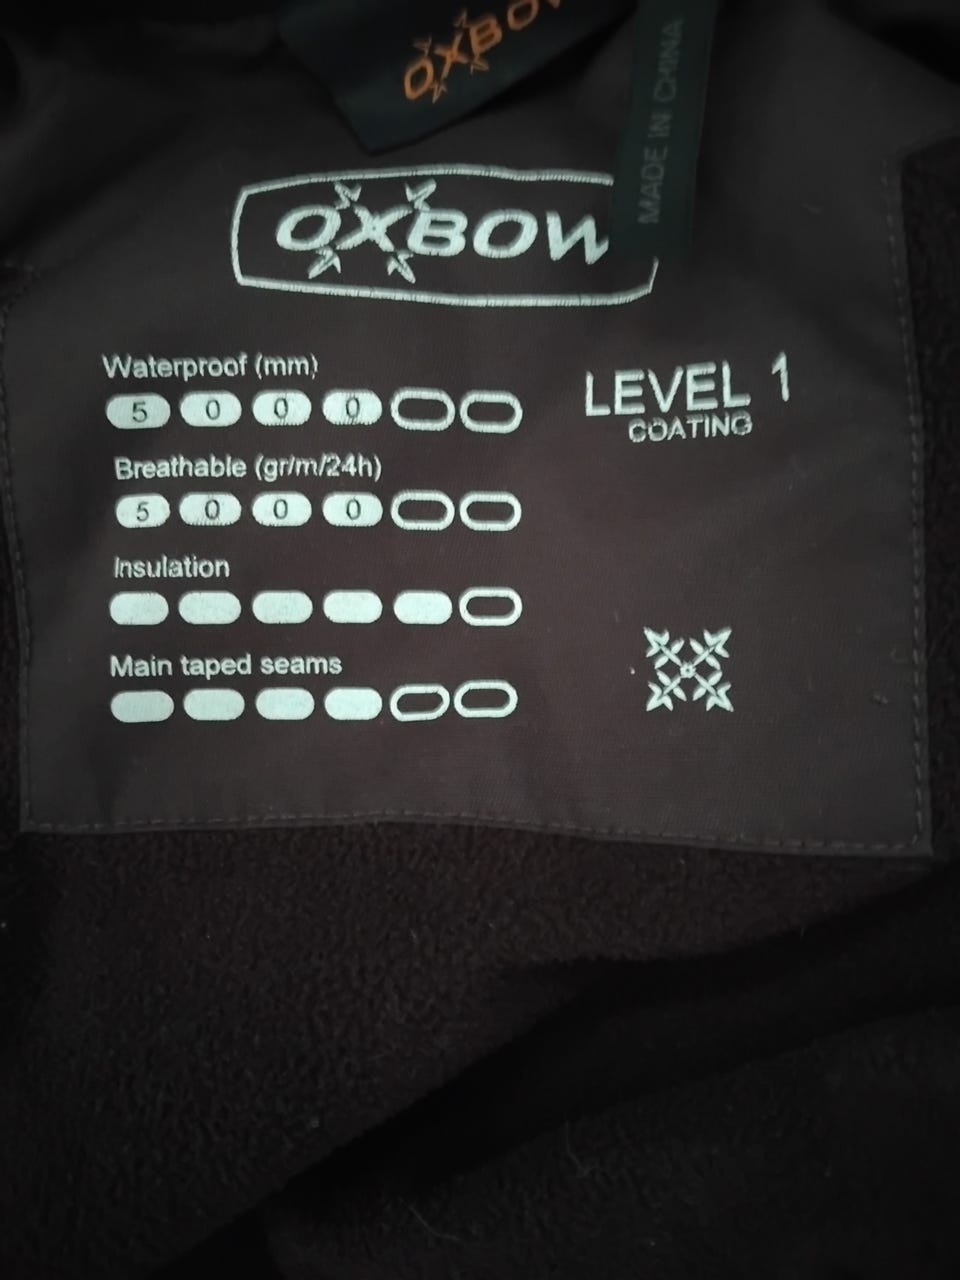 OXBOW
MADE IN CHINA
OXBOW
Waterproof (mm)
5 0 0 0
LEVEL 1
COATING
Breathable (gr/m/24h)
5 0 0 0
Insulation
Main taped seams